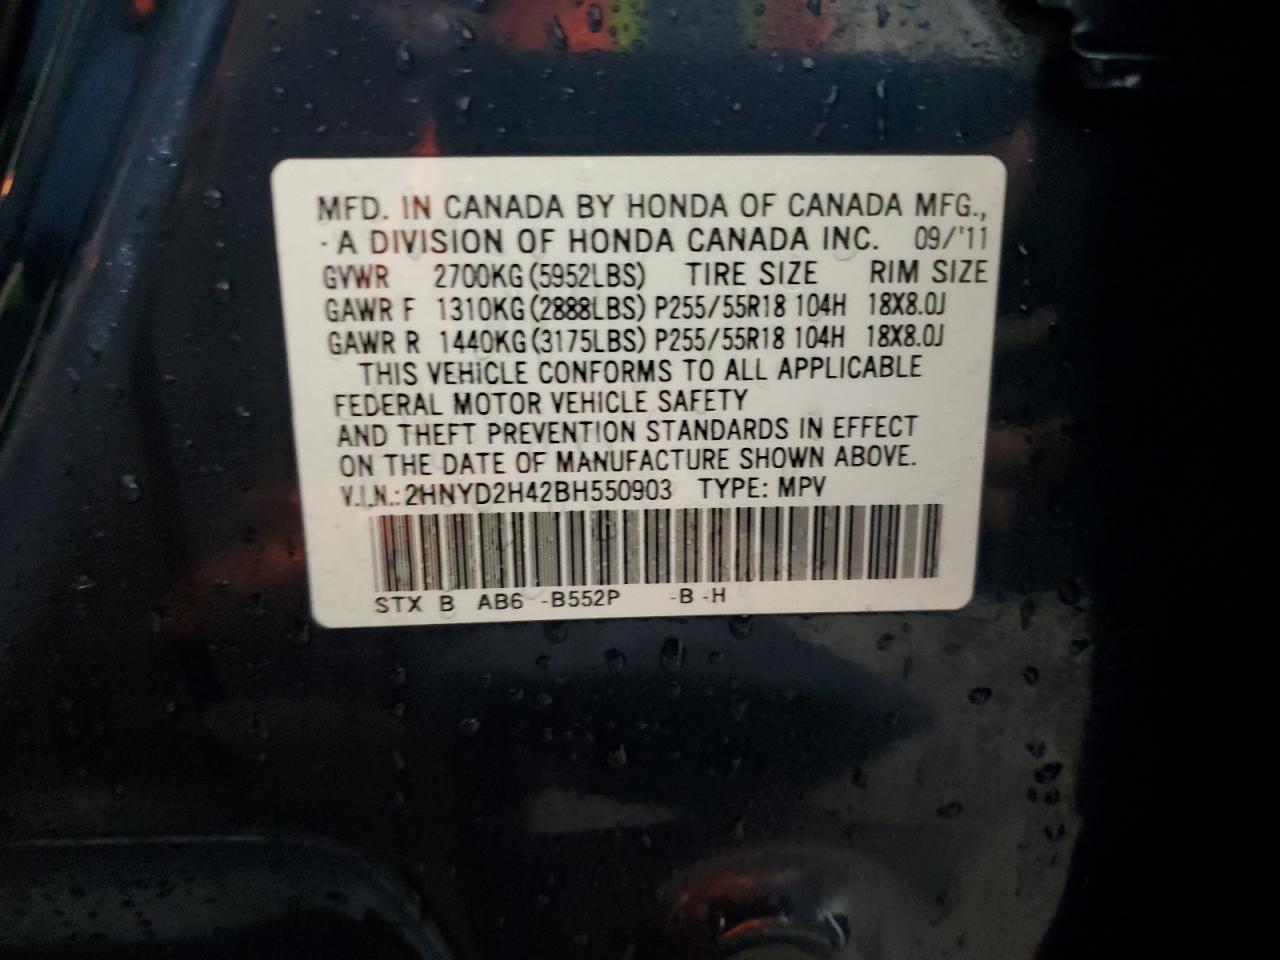 MFD. IN CANADA BY HONDA OF CANADA MFG.,
· A DIVISION OF HONDA CANADA INC. 09/'11
GVWR 2700KG(5952LBS) TIRE SIZE RIM SIZE
GAWR F 1310KG(2888LBS) P255/55R18 104H 18X8.0J
GAWR R 1440KG(3175LBS) P255/55R18 104H 18X8.0J
THIS VEHICLE CONFORMS TO ALL APPLICABLE
FEDERAL MOTOR VEHICLE SAFETY
AND THEFT PREVENTION STANDARDS IN EFFECT
ON THE DATE OF MANUFACTURE SHOWN ABOVE.
V.I.N.: 2HNYD2H42BH550903 TYPE: MPV
STX B AB6 -B552P -B -H